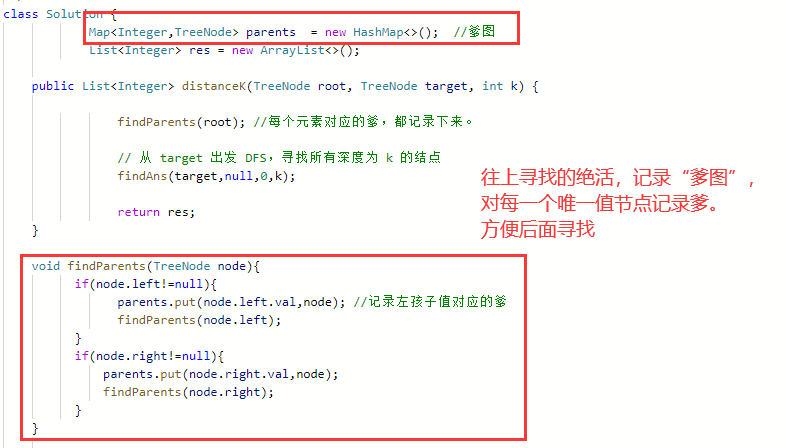 class Solution {
Map<Integer,TreeNode> parents  = new HashMap<>();  //爹图
List<Integer> res = new ArrayList<>();
public List<Integer> distanceK(TreeNode root, TreeNode target, int k) {
findParents(root); //每个元素对应的爹，都记录下来。
// 从 target 出发 DFS，寻找所有深度为 k 的结点
findAns(target,null,0,k);
往上寻找的绝活，记录“爹图”，
对每一个唯一值节点记录爹。
方便后面寻找
return res;
}
void findParents(TreeNode node){
if(node.left!=null){
parents.put(node.left.val,node); //记录左孩子值对应的爹
findParents(node.left);
}
if(node.right!=null){
parents.put(node.right.val,node);
findParents(node.right);
}
}